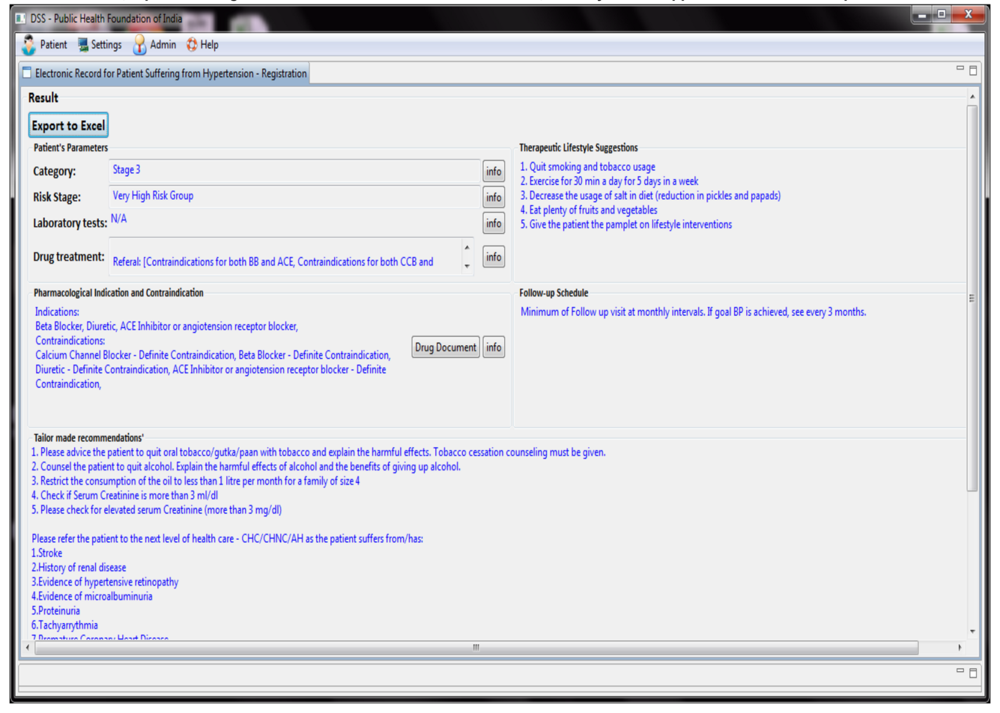 DSS - Public Health Foundation of India
Patient Settings Admin Help
Electronic Record for Patient Suffering from Hypertension - Registration
Result
Export to Excel
Patient's Parameters
Category: Stage 3 info
Risk Stage: Very High Risk Group info
Laboratory tests: N/A info
Drug treatment: Referal: [Contraindications for both BB and ACE, Contraindications for both CCB and info
Therapeutic Lifestyle Suggestions
1. Quit smoking and tobacco usage
2. Exercise for 30 min a day for 5 days in a week
3. Decrease the usage of salt in diet (reduction in pickles and papads)
4. Eat plenty of fruits and vegetables
5. Give the patient the pamplet on lifestyle interventions
Pharmacological Indication and Contraindication
Indications:
Beta Blocker, Diuretic, ACE Inhibitor or angiotension receptor blocker,
Contraindications:
Calcium Channel Blocker - Definite Contraindication, Beta Blocker - Definite Contraindication,
Diuretic - Definite Contraindication, ACE Inhibitor or angiotension receptor blocker - Definite
Contraindication,
Drug Document info
Follow-up Schedule
Minimum of Follow up visit at monthly intervals. If goal BP is achieved, see every 3 months.
Tailor made recommendations'
1. Please advice the patient to quit oral tobacco/gutka/paan with tobacco and explain the harmful effects. Tobacco cessation counseling must be given.
2. Counsel the patient to quit alcohol. Explain the harmful effects of alcohol and the benefits of giving up alcohol.
3. Restrict the consumption of the oil to less than 1 litre per month for a family of size 4
4. Check if Serum Creatinine is more than 3 ml/dl
5. Please check for elevated serum Creatinine (more than 3 mg/dl)
Please refer the patient to the next level of health care - CHC/CHNC/AH as the patient suffers from/has:
1.Stroke
2.History of renal disease
3.Evidence of hypertensive retinopathy
4.Evidence of microalbuminuria
5.Proteinuria
6.Tachyarrythmia
7.Premature Coronary Heart Disease